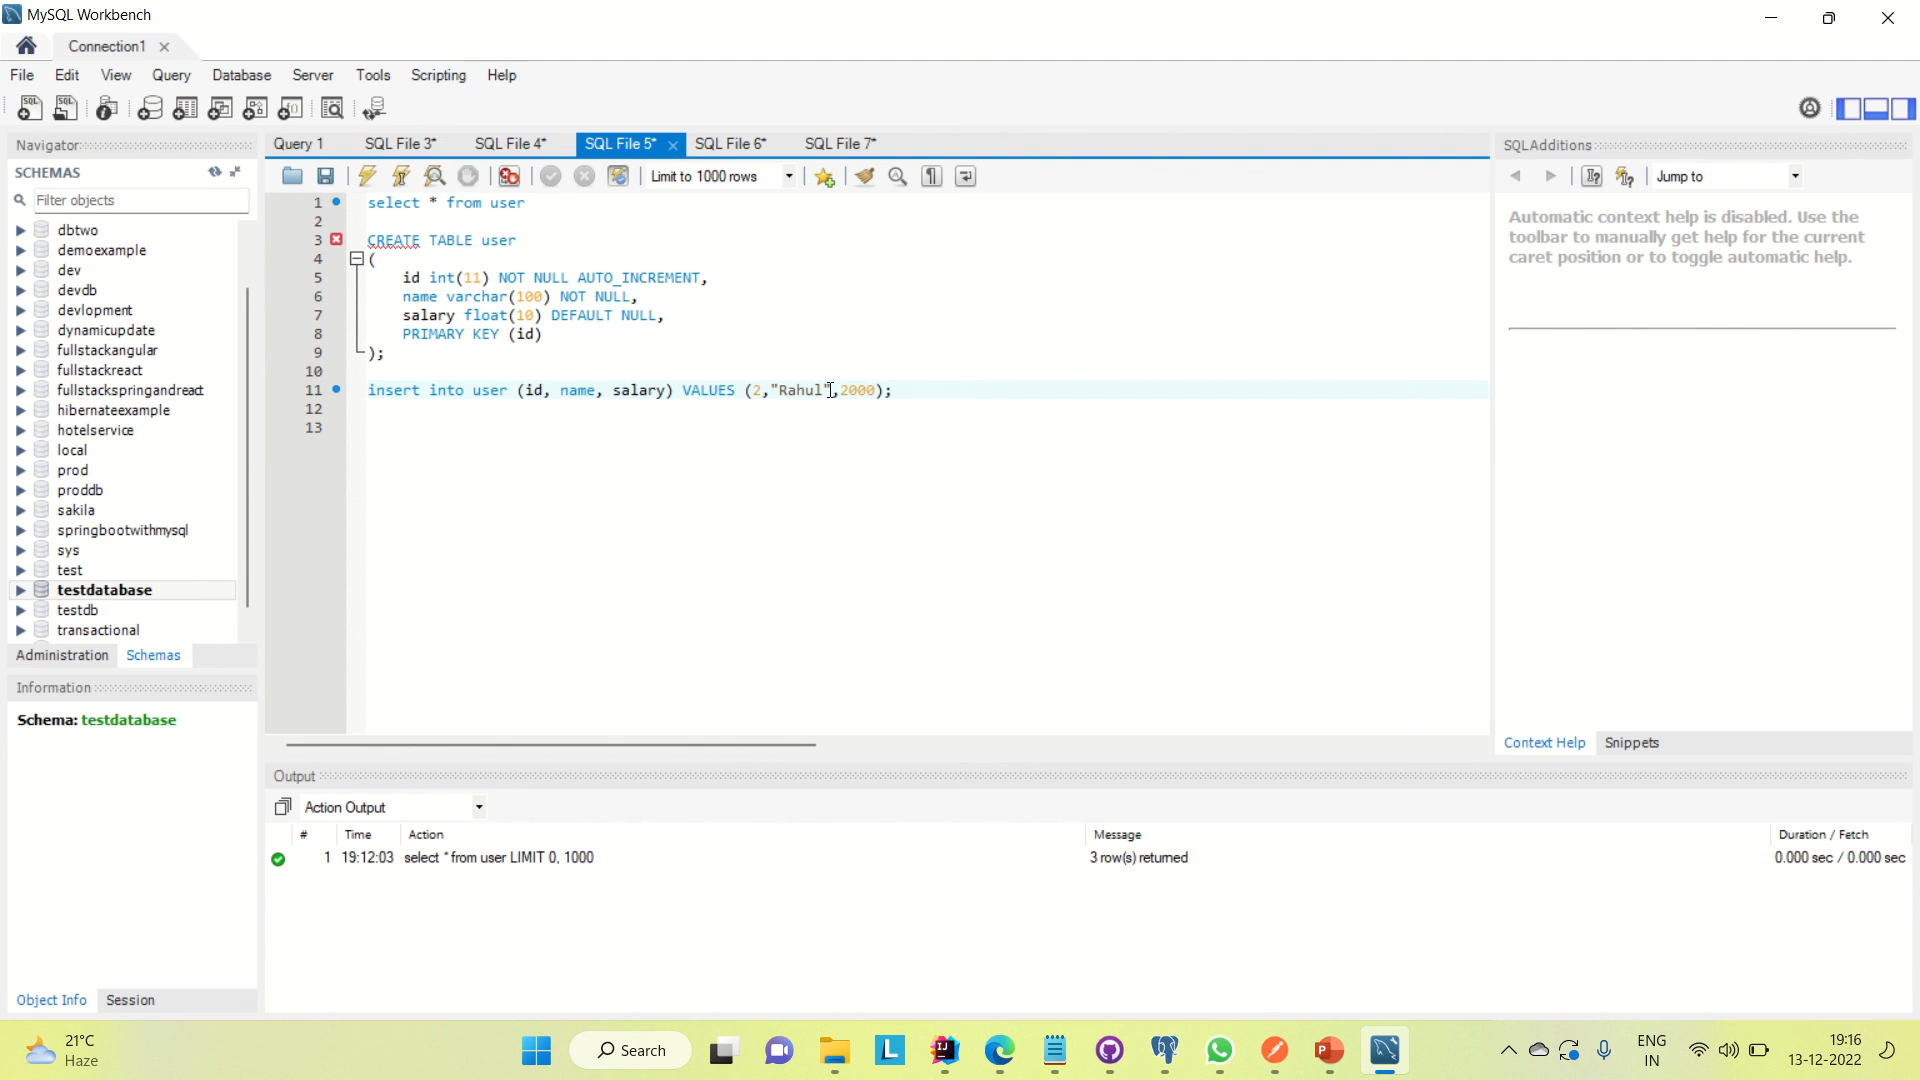 MySQL Workbench
Connection1
File Edit View Query Database Server Tools Scripting Help
Navigator
SCHEMAS
Filter objects
dbtwo
demoexample
dev
devdb
devlopment
dynamicupdate
fullstackangular
fullstackreact
fullstackspringandreact
hibernateexample
hotelservice
local
prod
proddb
sakila
springbootwithmysql
sys
test
testdatabase
testdb
transactional
Administration Schemas
Information
Schema: testdatabase
Object Info Session
Query 1 SQL File 3* SQL File 4* SQL File 5* SQL File 6* SQL File 7*
Limit to 1000 rows
1 select * from user
2
3 CREATE TABLE user
4 (
5 id int(11) NOT NULL AUTO_INCREMENT,
6 name varchar(100) NOT NULL,
7 salary float(10) DEFAULT NULL,
8 PRIMARY KEY (id)
9 );
10
11 insert into user (id, name, salary) VALUES (2,"Rahul",2000);
12
13
SQLAdditions
Jump to
Automatic context help is disabled. Use the
toolbar to manually get help for the current
caret position or to toggle automatic help.
Context Help Snippets
Output
Action Output
# Time Action Message Duration / Fetch
1 19:12:03 select * from user LIMIT 0, 1000 3 row(s) returned 0.000 sec / 0.000 sec
21°C
Haze
Search
ENG
IN
19:16
13-12-2022